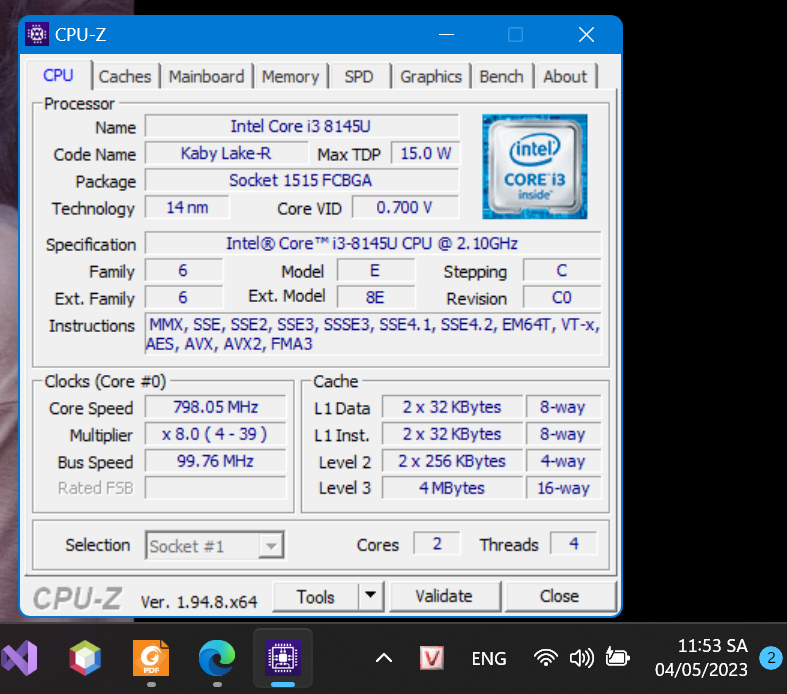 CPU-Z
CPU Caches Mainboard Memory SPD Graphics Bench About
Processor
Name Intel Core i3 8145U
Code Name Kaby Lake-R Max TDP 15.0 W
Package Socket 1515 FCBGA
Technology 14 nm Core VID 0.700 V
intel
CORE™ i3
inside™
Specification Intel® Core™ i3-8145U CPU @ 2.10GHz
Family 6 Model E Stepping C
Ext. Family 6 Ext. Model 8E Revision C0
Instructions MMX, SSE, SSE2, SSE3, SSSE3, SSE4.1, SSE4.2, EM64T, VT-x,
AES, AVX, AVX2, FMA3
Clocks (Core #0)
Core Speed 798.05 MHz
Multiplier x 8.0 ( 4 - 39 )
Bus Speed 99.76 MHz
Rated FSB
Cache
L1 Data 2 x 32 KBytes 8-way
L1 Inst. 2 x 32 KBytes 8-way
Level 2 2 x 256 KBytes 4-way
Level 3 4 MBytes 16-way
Selection Socket #1 Cores 2 Threads 4
CPU-Z Ver. 1.94.8.x64 Tools Validate Close
PDF
V
ENG
11:53 SA
04/05/2023
2